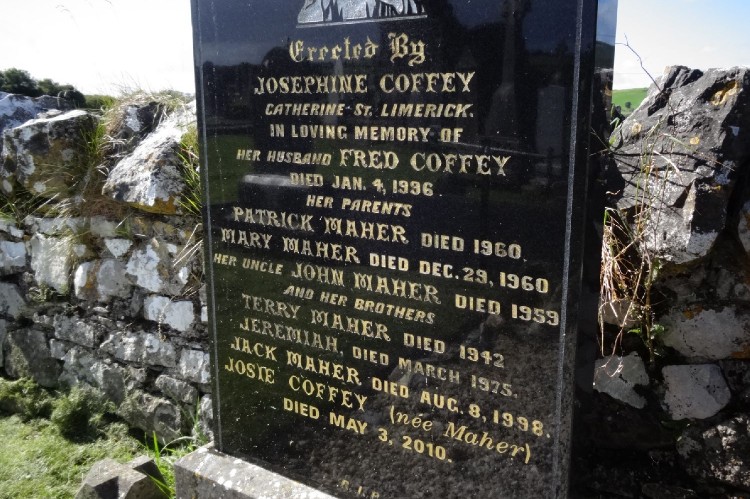 Erected By
JOSEPHINE COFFEY
CATHERINE-ST. LIMERICK.
IN LOVING MEMORY OF
HER HUSBAND FRED COFFEY
DIED JAN. 4, 1996
HER PARENTS
PATRICK MAHER DIED 1960.
MARY MAHER DIED DEC. 29, 1960
HER UNCLE JOHN MAHER DIED 1959
AND HER BROTHERS
TERRY MAHER DIED 1942
JEREMIAH, DIED MARCH 1975.
JACK MAHER DIED AUG. 8, 1998.
JOSIE COFFEY (née Maher)
DIED MAY 3, 2010.
R.I.P.